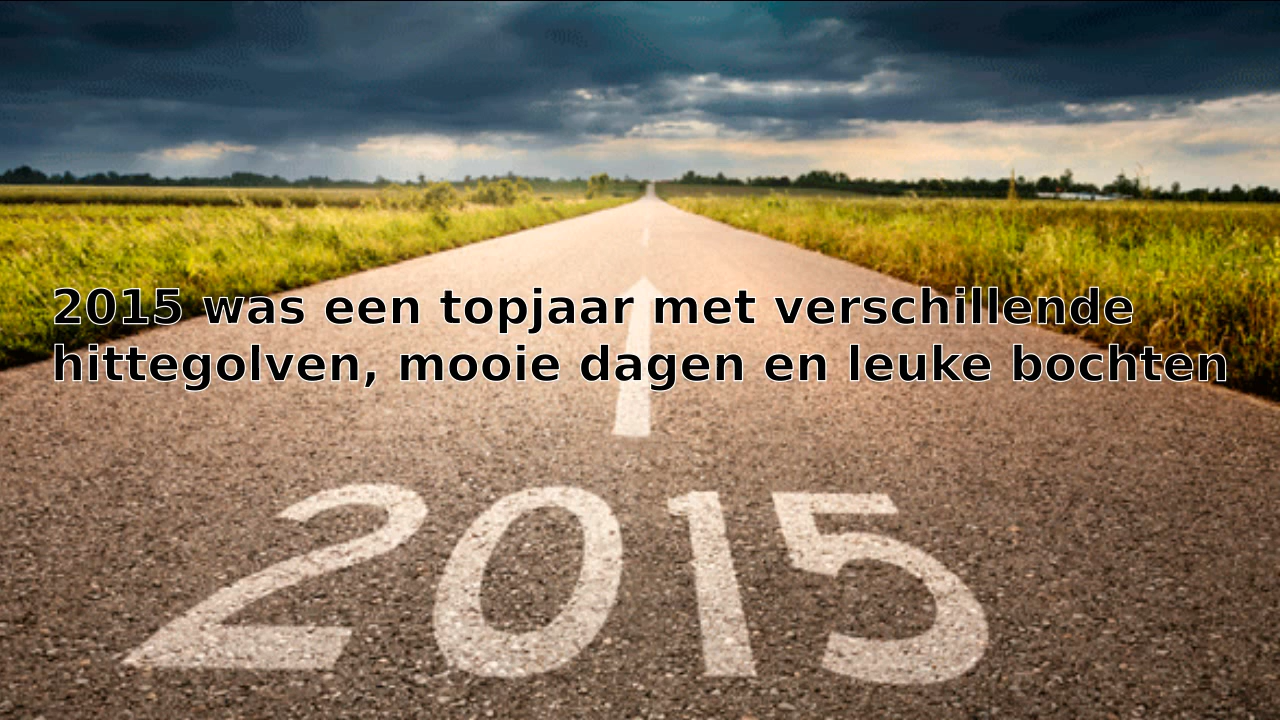 2015 was een topjaar met verschillende
hittegolven, mooie dagen en leuke bochten
2015